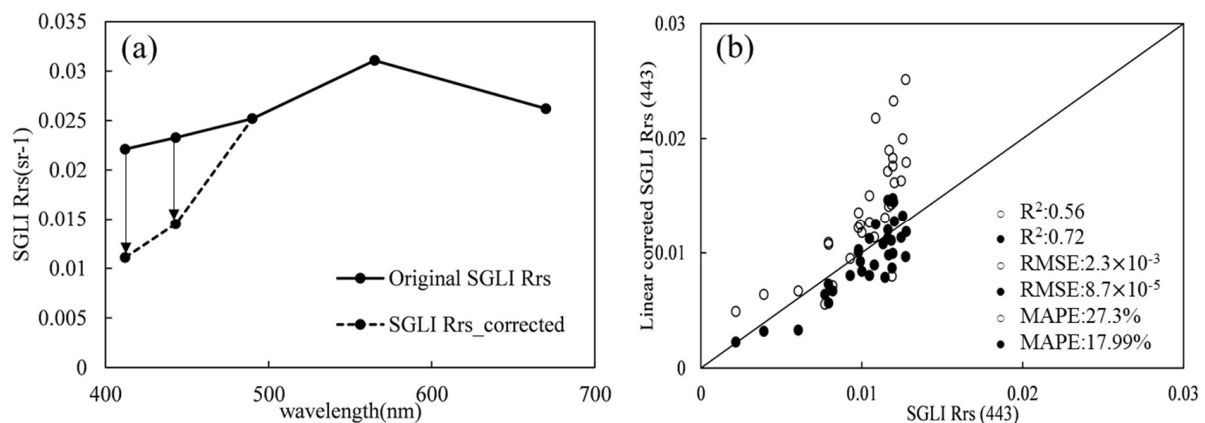 (a)
SGLI Rrs(sr-1)
0.035
0.03
0.025
0.02
0.015
0.01
0.005
0
400
500
600
700
wavelength(nm)
Original SGLI Rrs
SGLI Rrs_corrected
(b)
Linear correted SGLI Rrs (443)
0.03
0.02
0.01
0
0
0.01
0.02
0.03
SGLI Rrs (443)
R²:0.56
R²:0.72
RMSE:2.3×10⁻³
RMSE:8.7×10⁻⁵
MAPE:27.3%
MAPE:17.99%